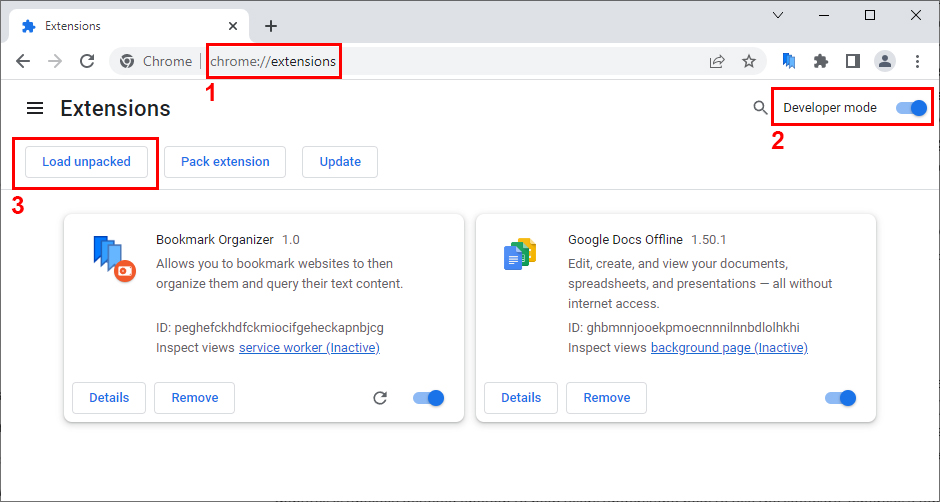 Extensions
Chrome
chrome://extensions
1
Extensions
Developer mode
2
Load unpacked
Pack extension
Update
3
Bookmark Organizer 1.0
Allows you to bookmark websites to then
organize them and query their text content.
ID: peghefckhdfckmiocifgeheckapnbjcg
Inspect views service worker (Inactive)
Details
Remove
Google Docs Offline 1.50.1
Edit, create, and view your documents,
spreadsheets, and presentations — all without
internet access.
ID: ghbmnnjooekpmoecnnnilnnbdlolhkhi
Inspect views background page (Inactive)
Details
Remove